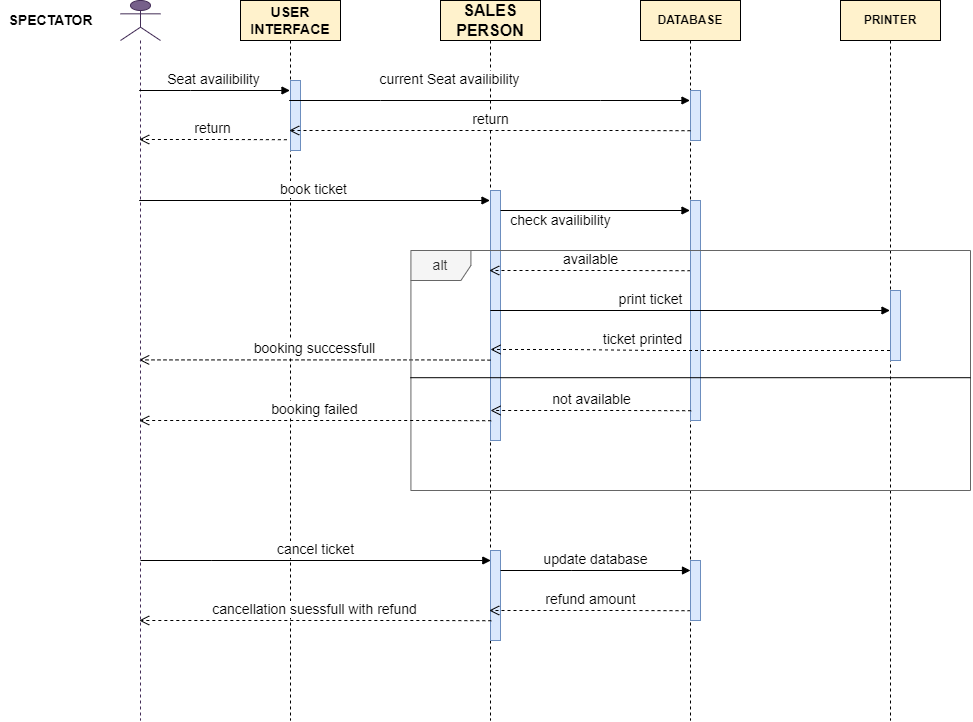 SPECTATOR
USER
INTERFACE
SALES
PERSON
DATABASE
PRINTER
Seat availibility
current Seat availibility
return
return
book ticket
check availibility
alt
available
print ticket
ticket printed
booking successfull
not available
booking failed
cancel ticket
update database
refund amount
cancellation suessfull with refund